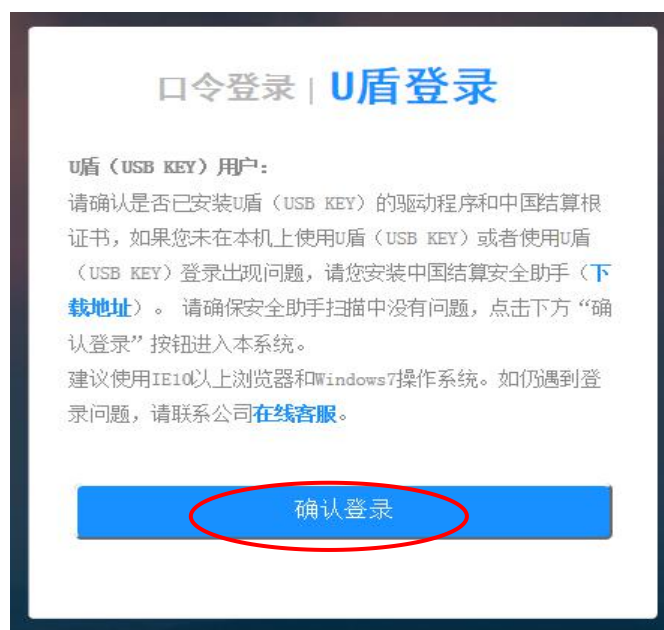 口令登录 | U盾登录
U盾（USB KEY）用户：
请确认是否已安装U盾（USB KEY）的驱动程序和中国结算根
证书，如果您未在本机上使用U盾（USB KEY）或者使用U盾
（USB KEY）登录出现问题，请您安装中国结算安全助手（下
载地址）。 请确保安全助手扫描中没有问题，点击下方“确
认登录”按钮进入本系统。
建议使用IE10以上浏览器和Windows7操作系统。如仍遇到登
录问题，请联系公司在线客服。
确认登录